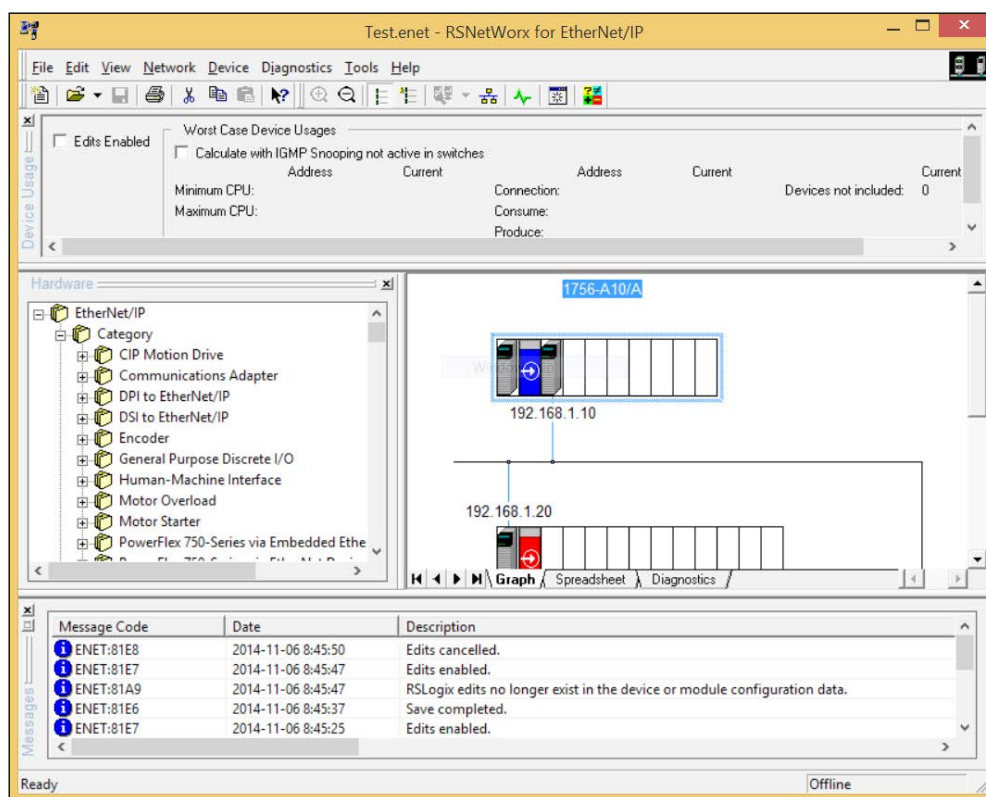 Test.enet - RSNetWorx for EtherNet/IP
File Edit View Network Device Diagnostics Tools Help
Device Usage
Edits Enabled
Worst Case Device Usages
Calculate with IGMP Snooping not active in switches
Address Current Address Current Current
Minimum CPU: Connection: Devices not included: 0
Maximum CPU: Consume:
Produce:
Hardware
EtherNet/IP
Category
CIP Motion Drive
Communications Adapter
DPI to EtherNet/IP
DSI to EtherNet/IP
Encoder
General Purpose Discrete I/O
Human-Machine Interface
Motor Overload
Motor Starter
PowerFlex 750-Series via Embedded Ethe
1756-A10/A
192.168.1.10
192.168.1.20
Graph Spreadsheet Diagnostics
Messages
Message Code Date Description
ENET:81E8 2014-11-06 8:45:50 Edits cancelled.
ENET:81E7 2014-11-06 8:45:47 Edits enabled.
ENET:81A9 2014-11-06 8:45:47 RSLogix edits no longer exist in the device or module configuration data.
ENET:81E6 2014-11-06 8:45:37 Save completed.
ENET:81E7 2014-11-06 8:45:25 Edits enabled.
Ready Offline